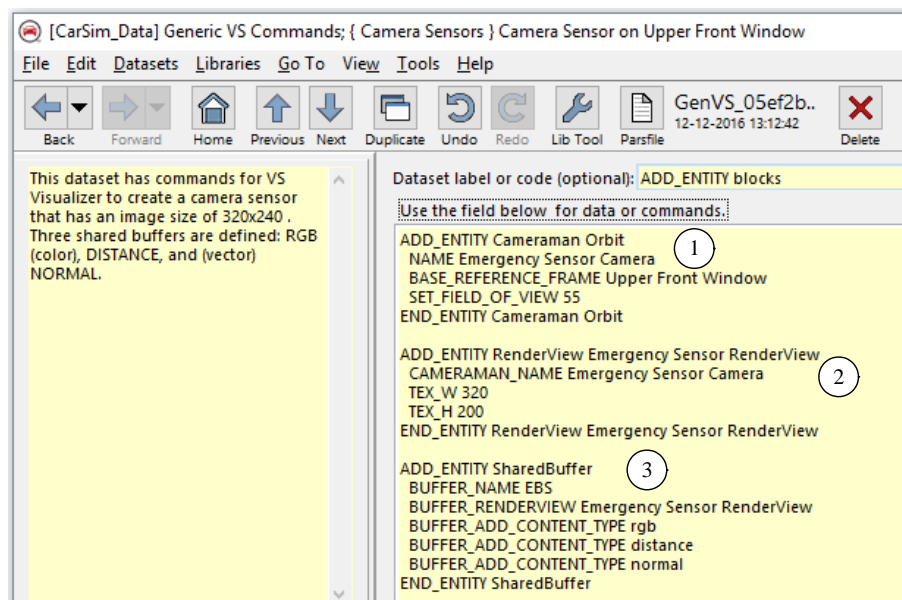 [CarSim_Data] Generic VS Commands; { Camera Sensors } Camera Sensor on Upper Front Window
File Edit Datasets Libraries Go To View Tools Help
GenVS_05ef2b..
12-12-2016 13:12:42
Back Forward Home Previous Next Duplicate Undo Redo Lib Tool Parsfile Delete
This dataset has commands for VS
Visualizer to create a camera sensor
that has an image size of 320x240 .
Three shared buffers are defined: RGB
(color), DISTANCE, and (vector)
NORMAL.
Dataset label or code (optional): ADD_ENTITY blocks
Use the field below for data or commands.
ADD_ENTITY Cameraman Orbit
1
NAME Emergency Sensor Camera
BASE_REFERENCE_FRAME Upper Front Window
SET_FIELD_OF_VIEW 55
END_ENTITY Cameraman Orbit
ADD_ENTITY RenderView Emergency Sensor RenderView
CAMERAMAN_NAME Emergency Sensor Camera
2
TEX_W 320
TEX_H 200
END_ENTITY RenderView Emergency Sensor RenderView
ADD_ENTITY SharedBuffer
3
BUFFER_NAME EBS
BUFFER_RENDERVIEW Emergency Sensor RenderView
BUFFER_ADD_CONTENT_TYPE rgb
BUFFER_ADD_CONTENT_TYPE distance
BUFFER_ADD_CONTENT_TYPE normal
END_ENTITY SharedBuffer